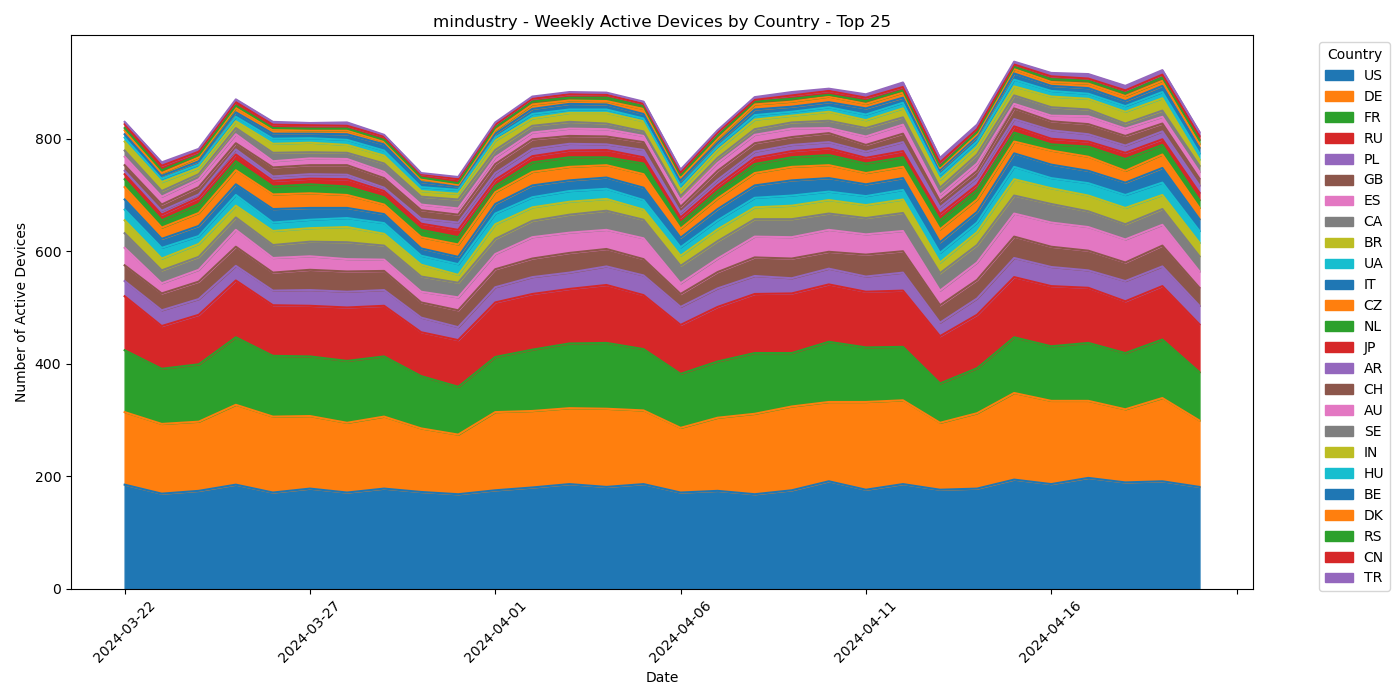 mindustry - Weekly Active Devices by Country - Top 25
Number of Active Devices
800
600
400
200
0
2024-03-22
2024-03-27
2024-04-01
2024-04-06
2024-04-11
2024-04-16
Date
Country
US
DE
FR
RU
PL
GB
ES
CA
BR
UA
IT
CZ
NL
JP
AR
CH
AU
SE
IN
HU
BE
DK
RS
CN
TR